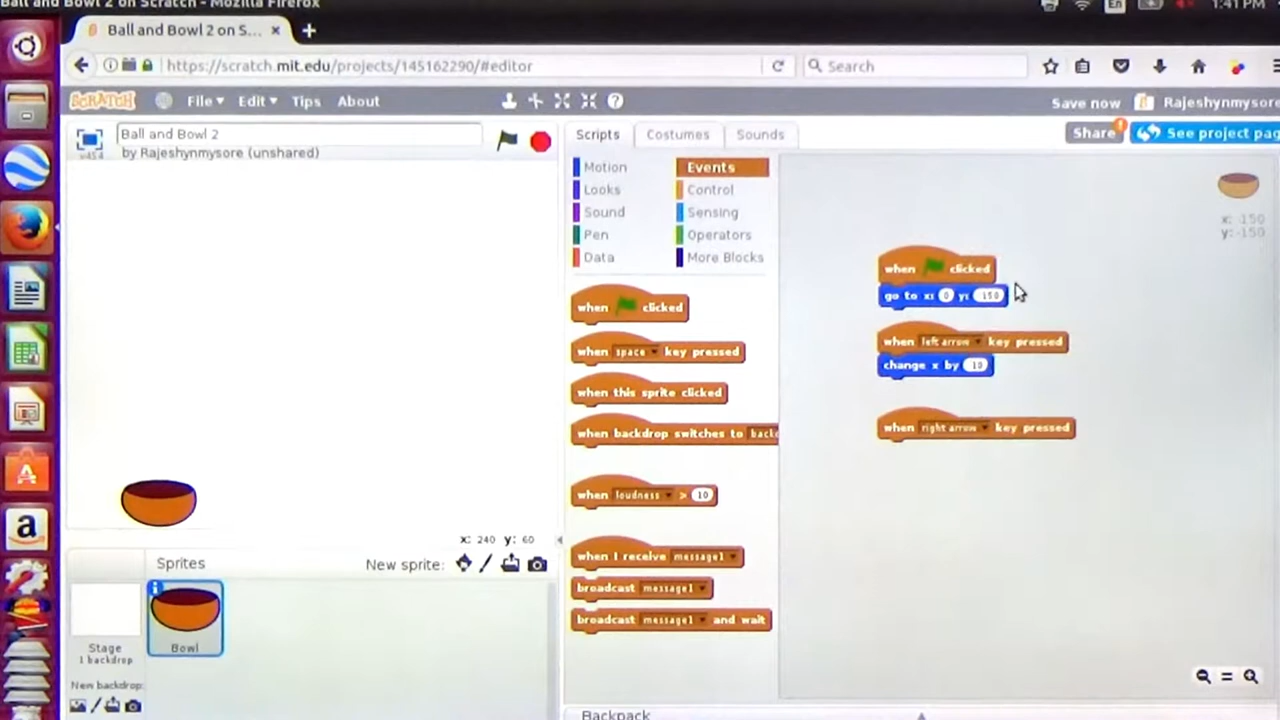 Ball and Bowl 2 on Scratch - Mozilla Firefox
En
1:41 PM
Ball and Bowl 2 on S...
https://scratch.mit.edu/projects/145162290/#editor
Search
SCRATCH
File
Edit
Tips
About
Save now
Rajeshynmysore
v454
Ball and Bowl 2
by Rajeshynmysore (unshared)
Scripts
Costumes
Sounds
Share
See project pag
Motion
Events
Looks
Control
Sound
Sensing
Pen
Operators
Data
More Blocks
x: -150
y: -150
when clicked
when space key pressed
when this sprite clicked
when backdrop switches to back
when loudness > 10
when I receive message1
broadcast message1
broadcast message1 and wait
when clicked
go to x: 0 y: -150
when left arrow key pressed
change x by -10
when right arrow key pressed
x: 240 y: 60
Sprites
New sprite:
Stage
1 backdrop
New backdrop:
Bowl
Backpack
a
A